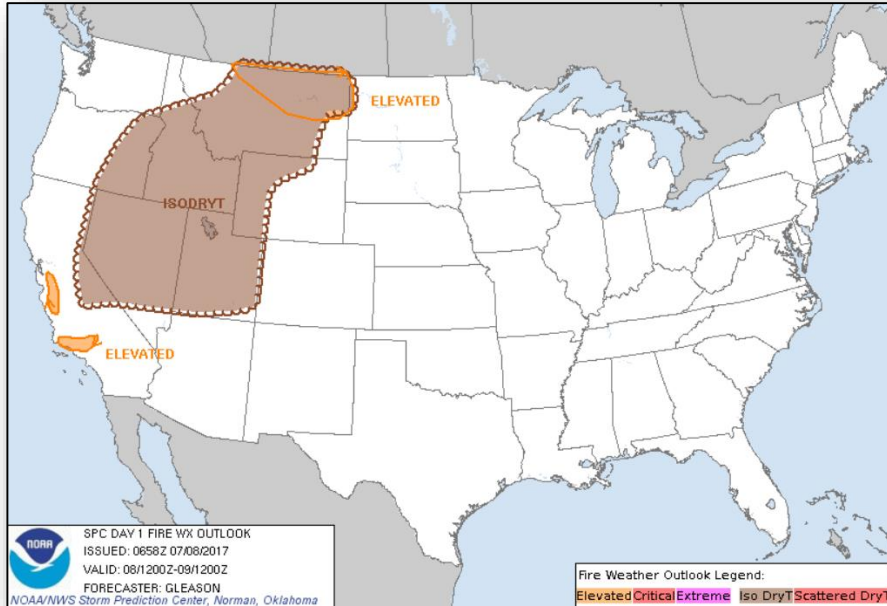 ELEVATED
ISODRYT
ELEVATED
NOAA
SPC DAY 1 FIRE WX OUTLOOK
ISSUED: 0658Z 07/08/2017
VALID: 08/1200Z-09/1200Z
FORECASTER: GLEASON
NOAA/NWS Storm Prediction Center, Norman, Oklahoma
Fire Weather Outlook Legend:
Elevated Critical Extreme Iso DryT Scattered DryT